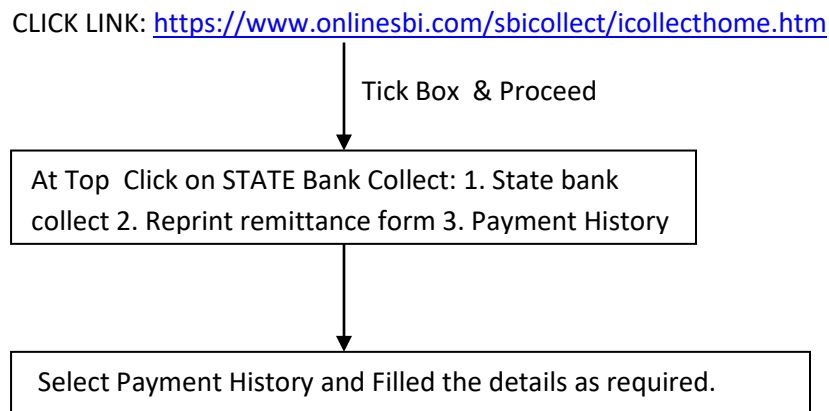 CLICK LINK: https://www.onlinesbi.com/sbicollect/icollecthome.htm
Tick Box & Proceed
At Top Click on STATE Bank Collect: 1. State bank
collect 2. Reprint remittance form 3. Payment History
Select Payment History and Filled the details as required.